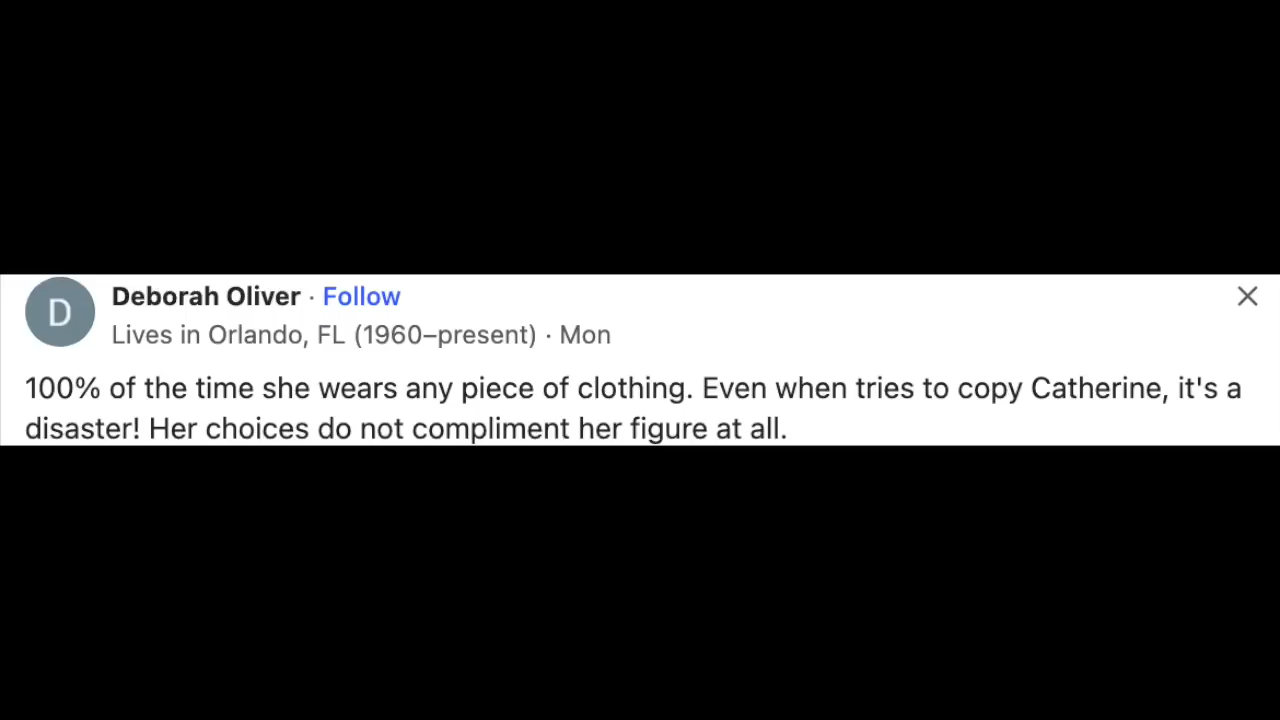 D
Deborah Oliver · Follow
Lives in Orlando, FL (1960–present) · Mon
100% of the time she wears any piece of clothing. Even when tries to copy Catherine, it's a
disaster! Her choices do not compliment her figure at all.